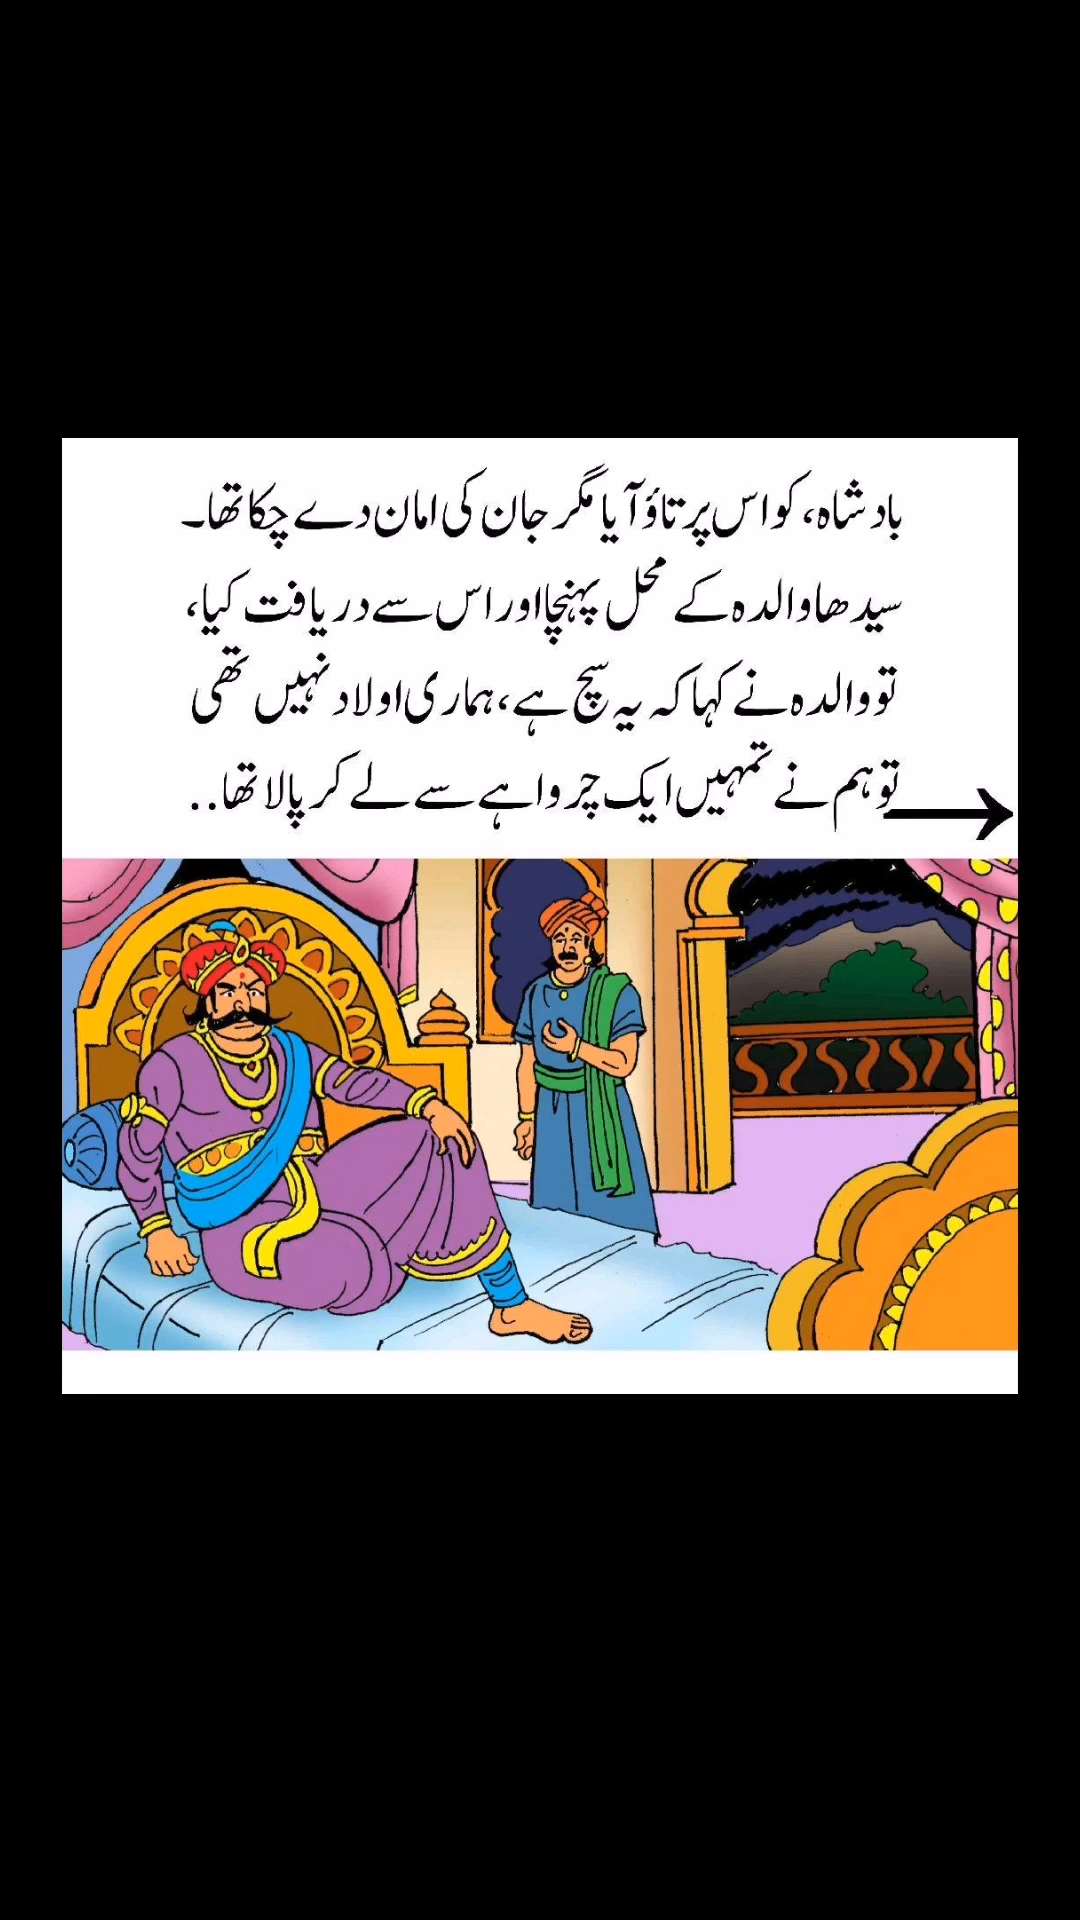 بادشاہ، کو اس پر تاؤ آیا مگر جان کی امان دے چکا تھا۔
سیدھا والدہ کے محل پہنچا اور اس سے دریافت کیا،
تو والدہ نے کہا کہ یہ سچ ہے، ہماری اولاد نہیں تھی
تو ہم نے تمہیں ایک چرواہے سے لے کر پالا تھا..